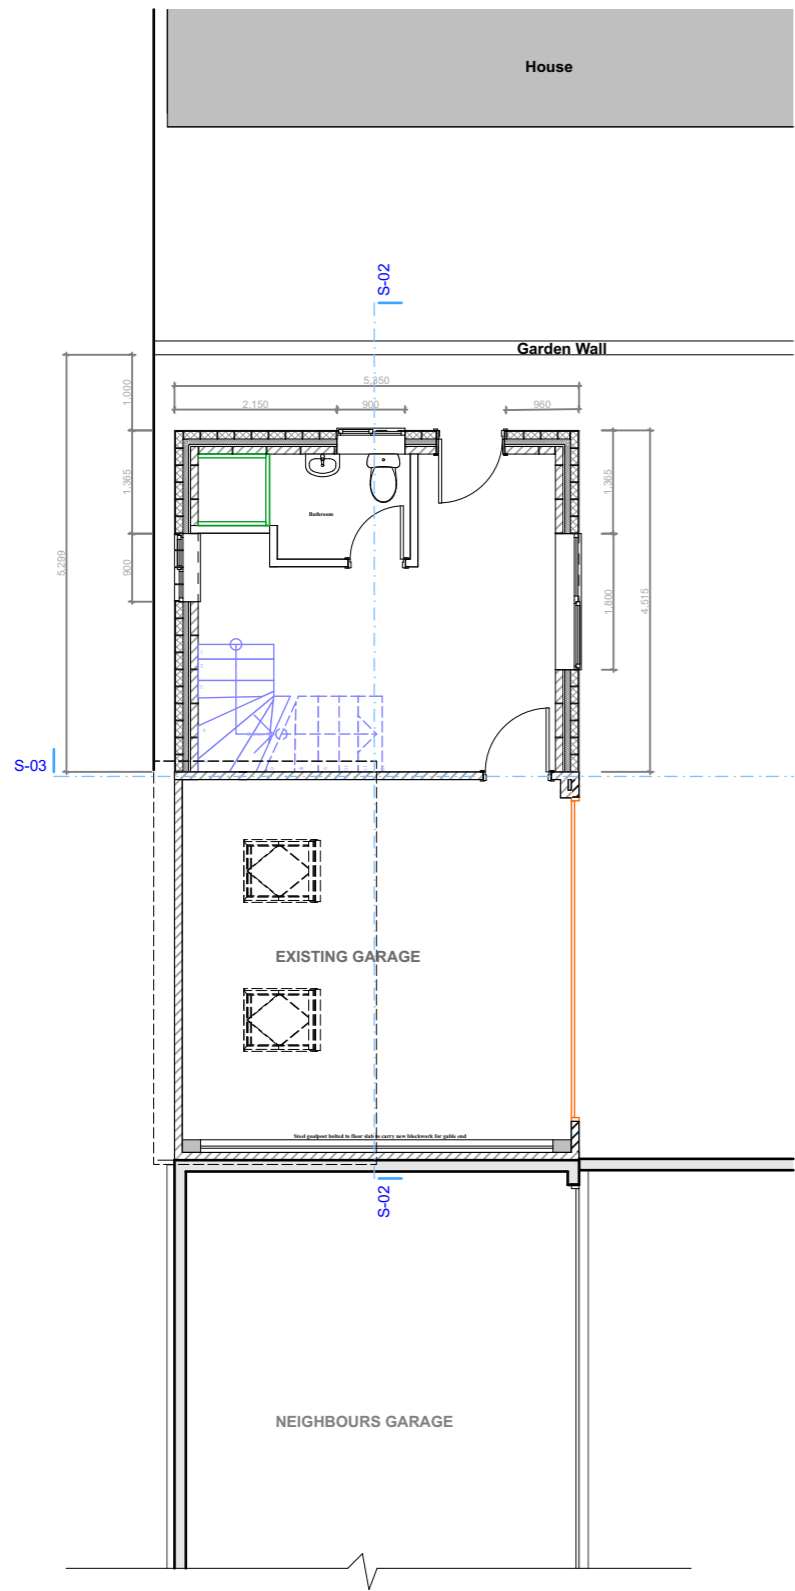 House
S-02
Garden Wall
5,350
2,150
900
960
1,000
1,365
1,365
Bathroom
5,299
900
1,800
4,515
S-03
EXISTING GARAGE
Steel goalpost bolted to floor slab to carry new blockwork for gable end
S-02
NEIGHBOURS GARAGE